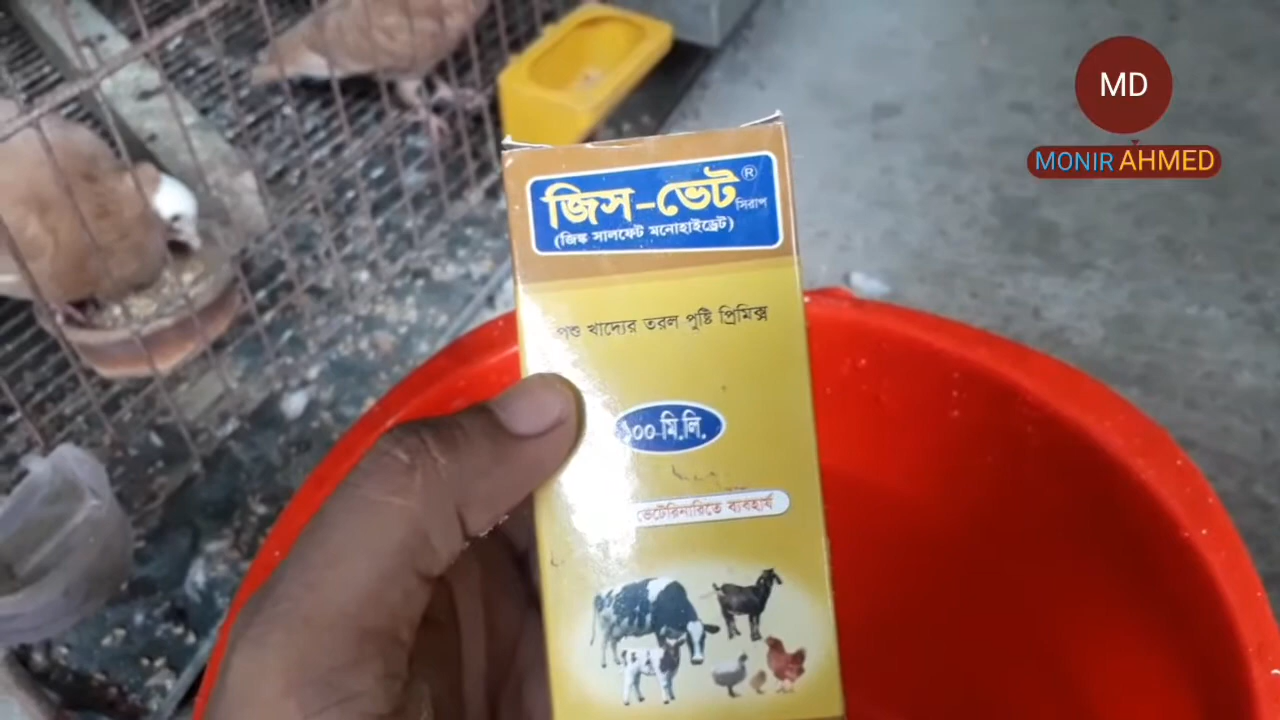 MD
MONIR AHMED
জিস-ভেট® সিরাপ
(জিঙ্ক সালফেট মনোহাইড্রেট)
পশু খাদ্যের তরল পুষ্টি প্রিমিক্স
১০০ মি.লি.
ভেটেরিনারিতে ব্যবহার্য